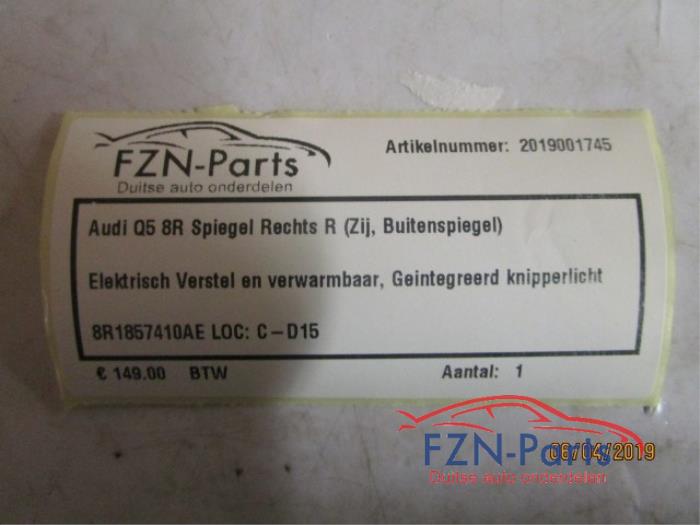 FZN-Parts
Duitse auto onderdelen
Artikelnummer: 2019001745
Audi Q5 8R Spiegel Rechts R (Zij, Buitenspiegel)
Elektrisch Verstel en verwarmbaar, Geintegreerd knipperlicht
8R1857410AE LOC: C-D15
€ 149.00 BTW Aantal: 1
06/04/2019
FZN-Parts
Duitse auto onderdelen